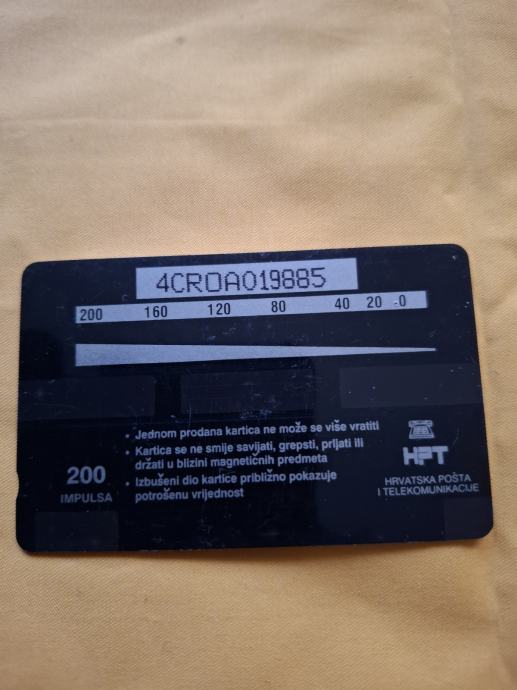 4CRDA019885
200 160 120 80 40 20 -0
• Jednom prodana kartica ne može se više vratiti
• Kartica se ne smije savijati, grepsti, prljati ili
držati u blizini magnetičnih predmeta
• Izbušeni dio kartice približno pokazuje
potrošenu vrijednost
200
IMPULSA
HPT
HRVATSKA POŠTA
I TELEKOMUNIKACIJE